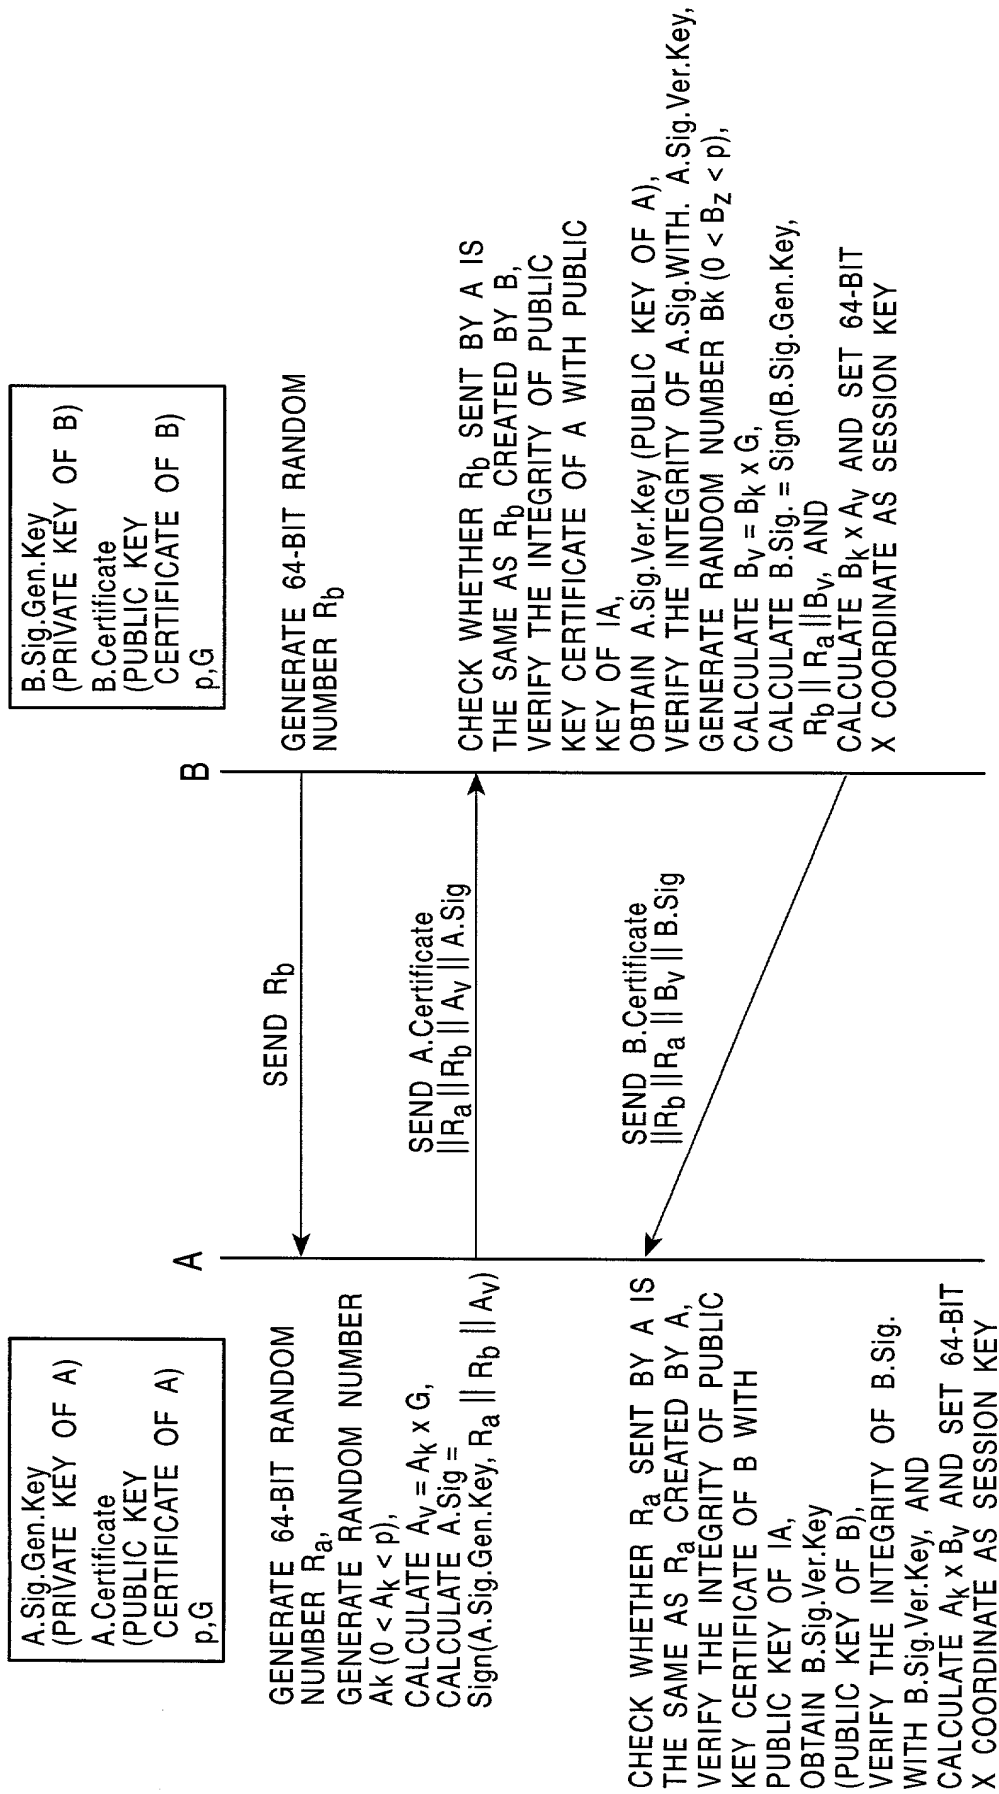 A.Sig.Gen.Key
(PRIVATE KEY OF A)
A.Certificate
(PUBLIC KEY
CERTIFICATE OF A)
p,G
B.Sig.Gen.Key
(PRIVATE KEY OF B)
B.Certificate
(PUBLIC KEY
CERTIFICATE OF B)
p,G
A
B
GENERATE 64-BIT RANDOM
NUMBER Rb
SEND Rb
GENERATE 64-BIT RANDOM
NUMBER Ra,
GENERATE RANDOM NUMBER
Ak (0 < Ak < p),
CALCULATE Av = Ak x G,
CALCULATE A.Sig =
Sign(A.Sig.Gen.Key, Ra || Rb || Av)
SEND A.Certificate
||Ra || Rb || Av || A.Sig
CHECK WHETHER Rb SENT BY A IS
THE SAME AS Rb CREATED BY B,
VERIFY THE INTEGRITY OF PUBLIC
KEY CERTIFICATE OF A WITH PUBLIC
KEY OF IA,
OBTAIN A.Sig.Ver.Key (PUBLIC KEY OF A),
VERIFY THE INTEGRITY OF A.Sig.WITH. A.Sig.Ver.Key,
GENERATE RANDOM NUMBER Bk (0 < Bz < p),
CALCULATE Bv = Bk x G,
CALCULATE B.Sig. = Sign(B.Sig.Gen.Key,
Rb || Ra || Bv, AND
CALCULATE Bk x Av AND SET 64-BIT
X COORDINATE AS SESSION KEY
SEND B.Certificate
||Rb || Ra || Bv || B.Sig
CHECK WHETHER Ra SENT BY A IS
THE SAME AS Ra CREATED BY A,
VERIFY THE INTEGRITY OF PUBLIC
KEY CERTIFICATE OF B WITH
PUBLIC KEY OF IA,
OBTAIN B.Sig.Ver.Key
(PUBLIC KEY OF B),
VERIFY THE INTEGRITY OF B.Sig.
WITH B.Sig.Ver.Key, AND
CALCULATE Ak x Bv AND SET 64-BIT
X COORDINATE AS SESSION KEY